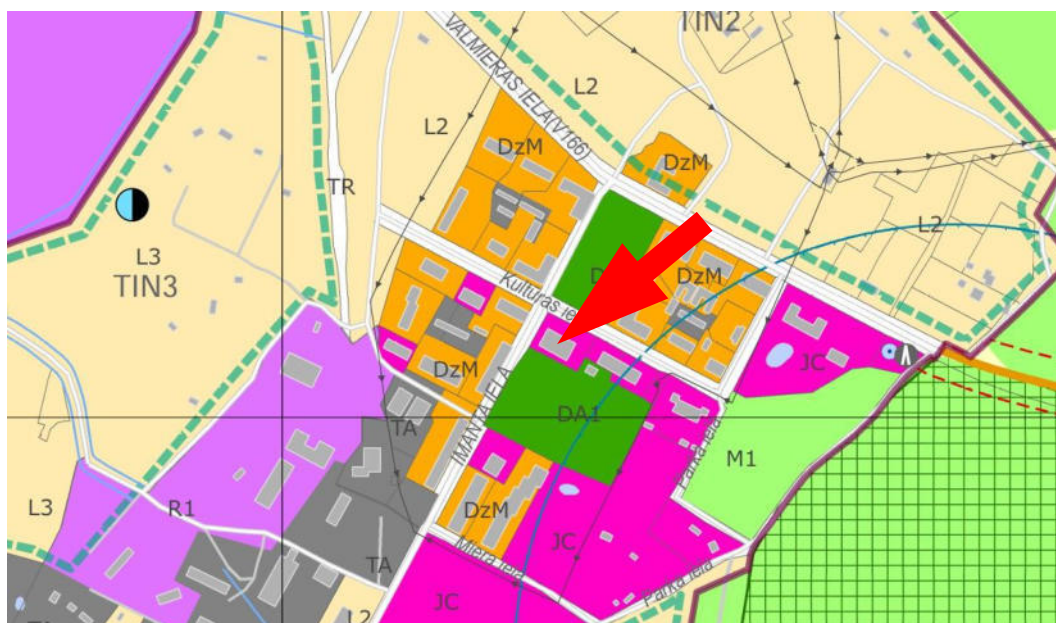 TIN2
VALMIERAS IELA(V166)
L2
L2
DzM
DzM
TR
L3
TIN3
L2
DzM
Kultūras
DzM
JC
IMANTA IELA
TA
DA1
Parka iela
M1
L3
R1
DzM
JC
Miera iela
TA
Parka iela
JC
L2